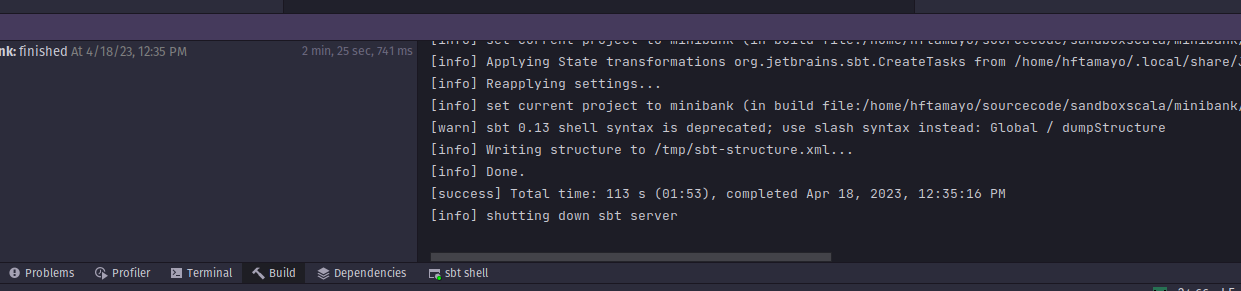 nk: finished At 4/18/23, 12:35 PM 2 min, 25 sec, 741 ms
[info] set current project to minibank (in build file:/home/hftamayo/sourcecode/sandboxscala/minibank/
[info] Applying State transformations org.jetbrains.sbt.CreateTasks from /home/hftamayo/.local/share/J
[info] Reapplying settings...
[info] set current project to minibank (in build file:/home/hftamayo/sourcecode/sandboxscala/minibank/
[warn] sbt 0.13 shell syntax is deprecated; use slash syntax instead: Global / dumpStructure
[info] Writing structure to /tmp/sbt-structure.xml...
[info] Done.
[success] Total time: 113 s (01:53), completed Apr 18, 2023, 12:35:16 PM
[info] shutting down sbt server
Problems Profiler Terminal Build Dependencies sbt shell